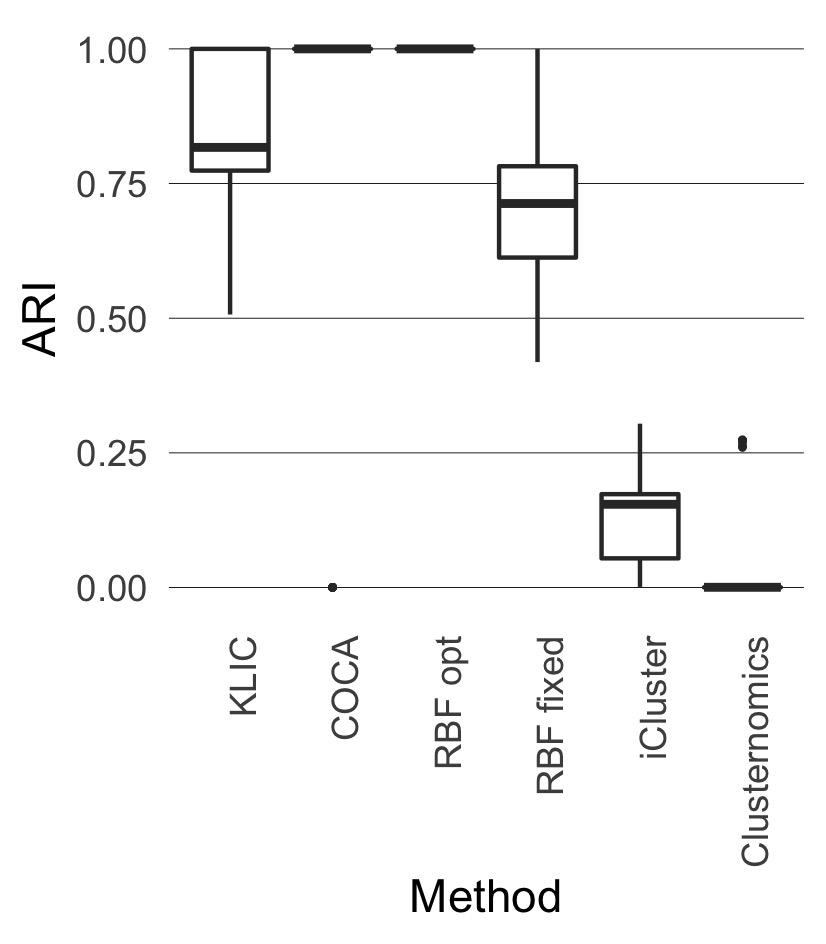 1.00
0.75
0.50
0.25
0.00
ARI
KLIC
COCA
RBF opt
RBF fixed
iCluster
Clusternomics
Method